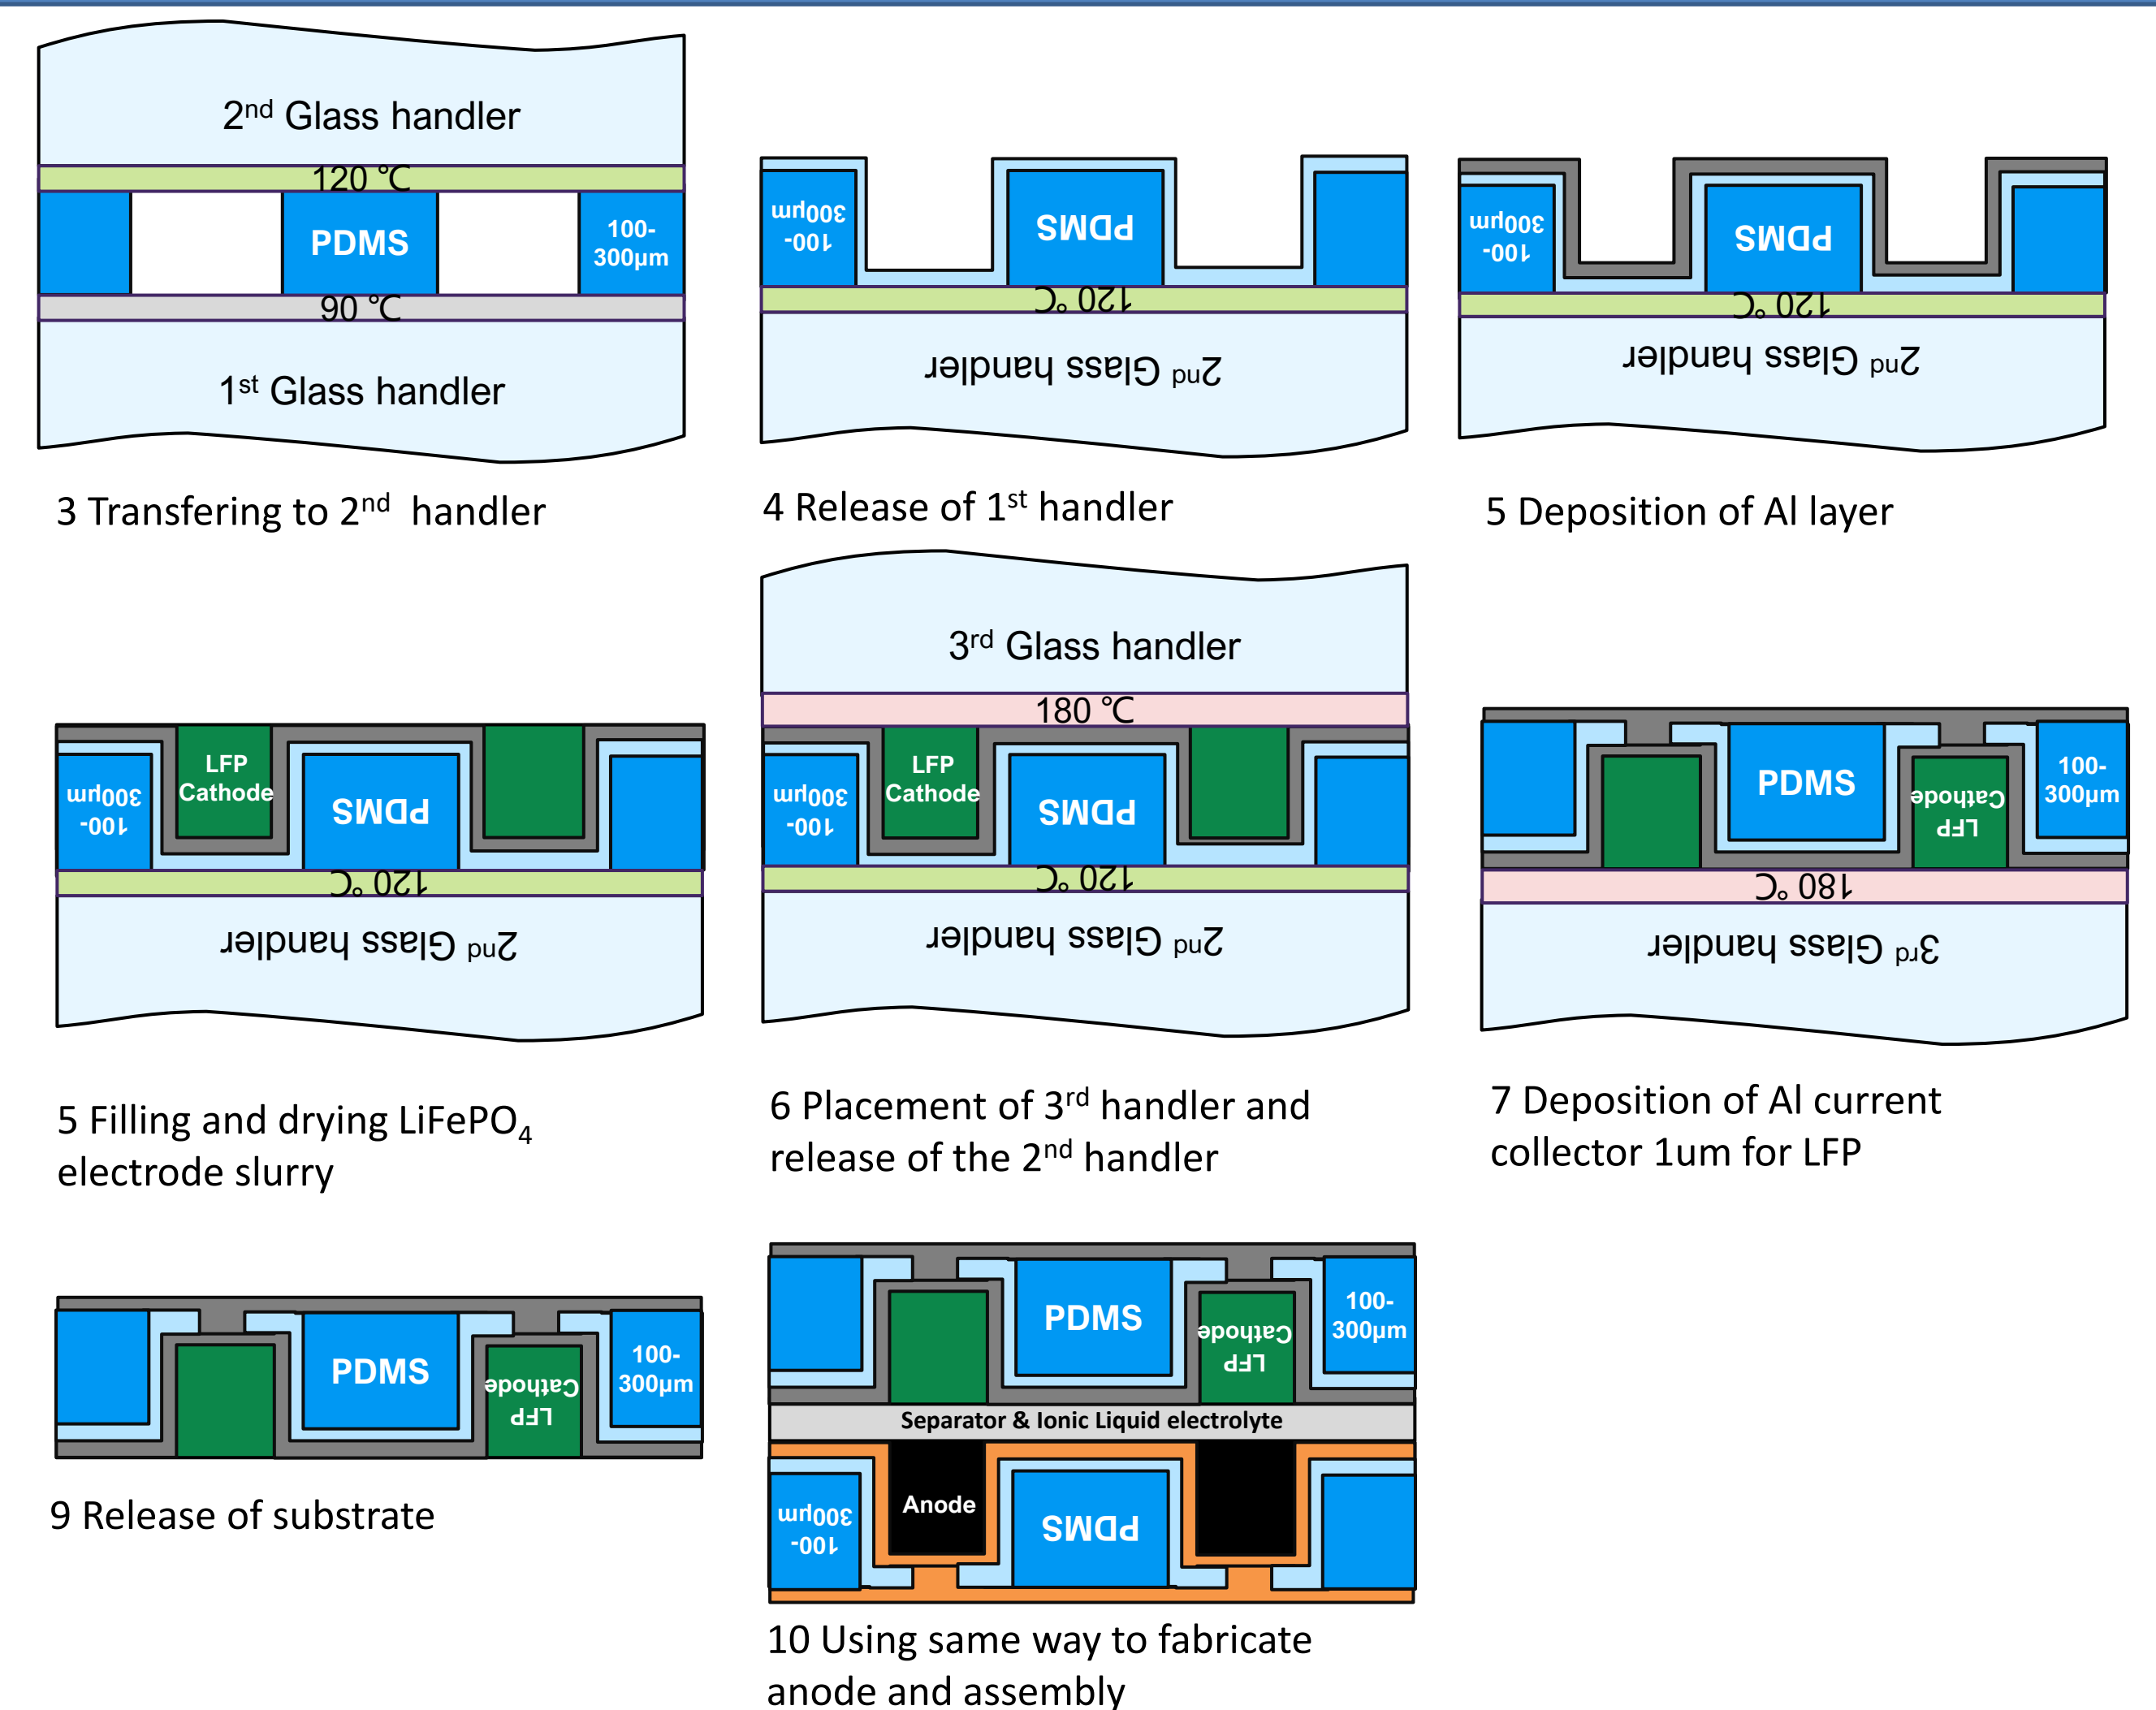 2nd Glass handler
120 ℃
PDMS
100-
300µm
90 ℃
1st Glass handler
3 Transfering to 2nd handler
100-
300µm
PDMS
120 ℃
2nd Glass handler
4 Release of 1st handler
100-
300µm
PDMS
120 ℃
2nd Glass handler
5 Deposition of Al layer
LFP
Cathode
100-
300µm
PDMS
120 ℃
2nd Glass handler
5 Filling and drying LiFePO4
electrode slurry
3rd Glass handler
180 ℃
LFP
Cathode
100-
300µm
PDMS
120 ℃
2nd Glass handler
6 Placement of 3rd handler and
release of the 2nd handler
PDMS
LFP
Cathode
100-
300µm
180 ℃
3rd Glass handler
7 Deposition of Al current
collector 1um for LFP
PDMS
LFP
Cathode
100-
300µm
9 Release of substrate
PDMS
LFP
Cathode
100-
300µm
Separator & Ionic Liquid electrolyte
100-
300µm
Anode
PDMS
10 Using same way to fabricate
anode and assembly